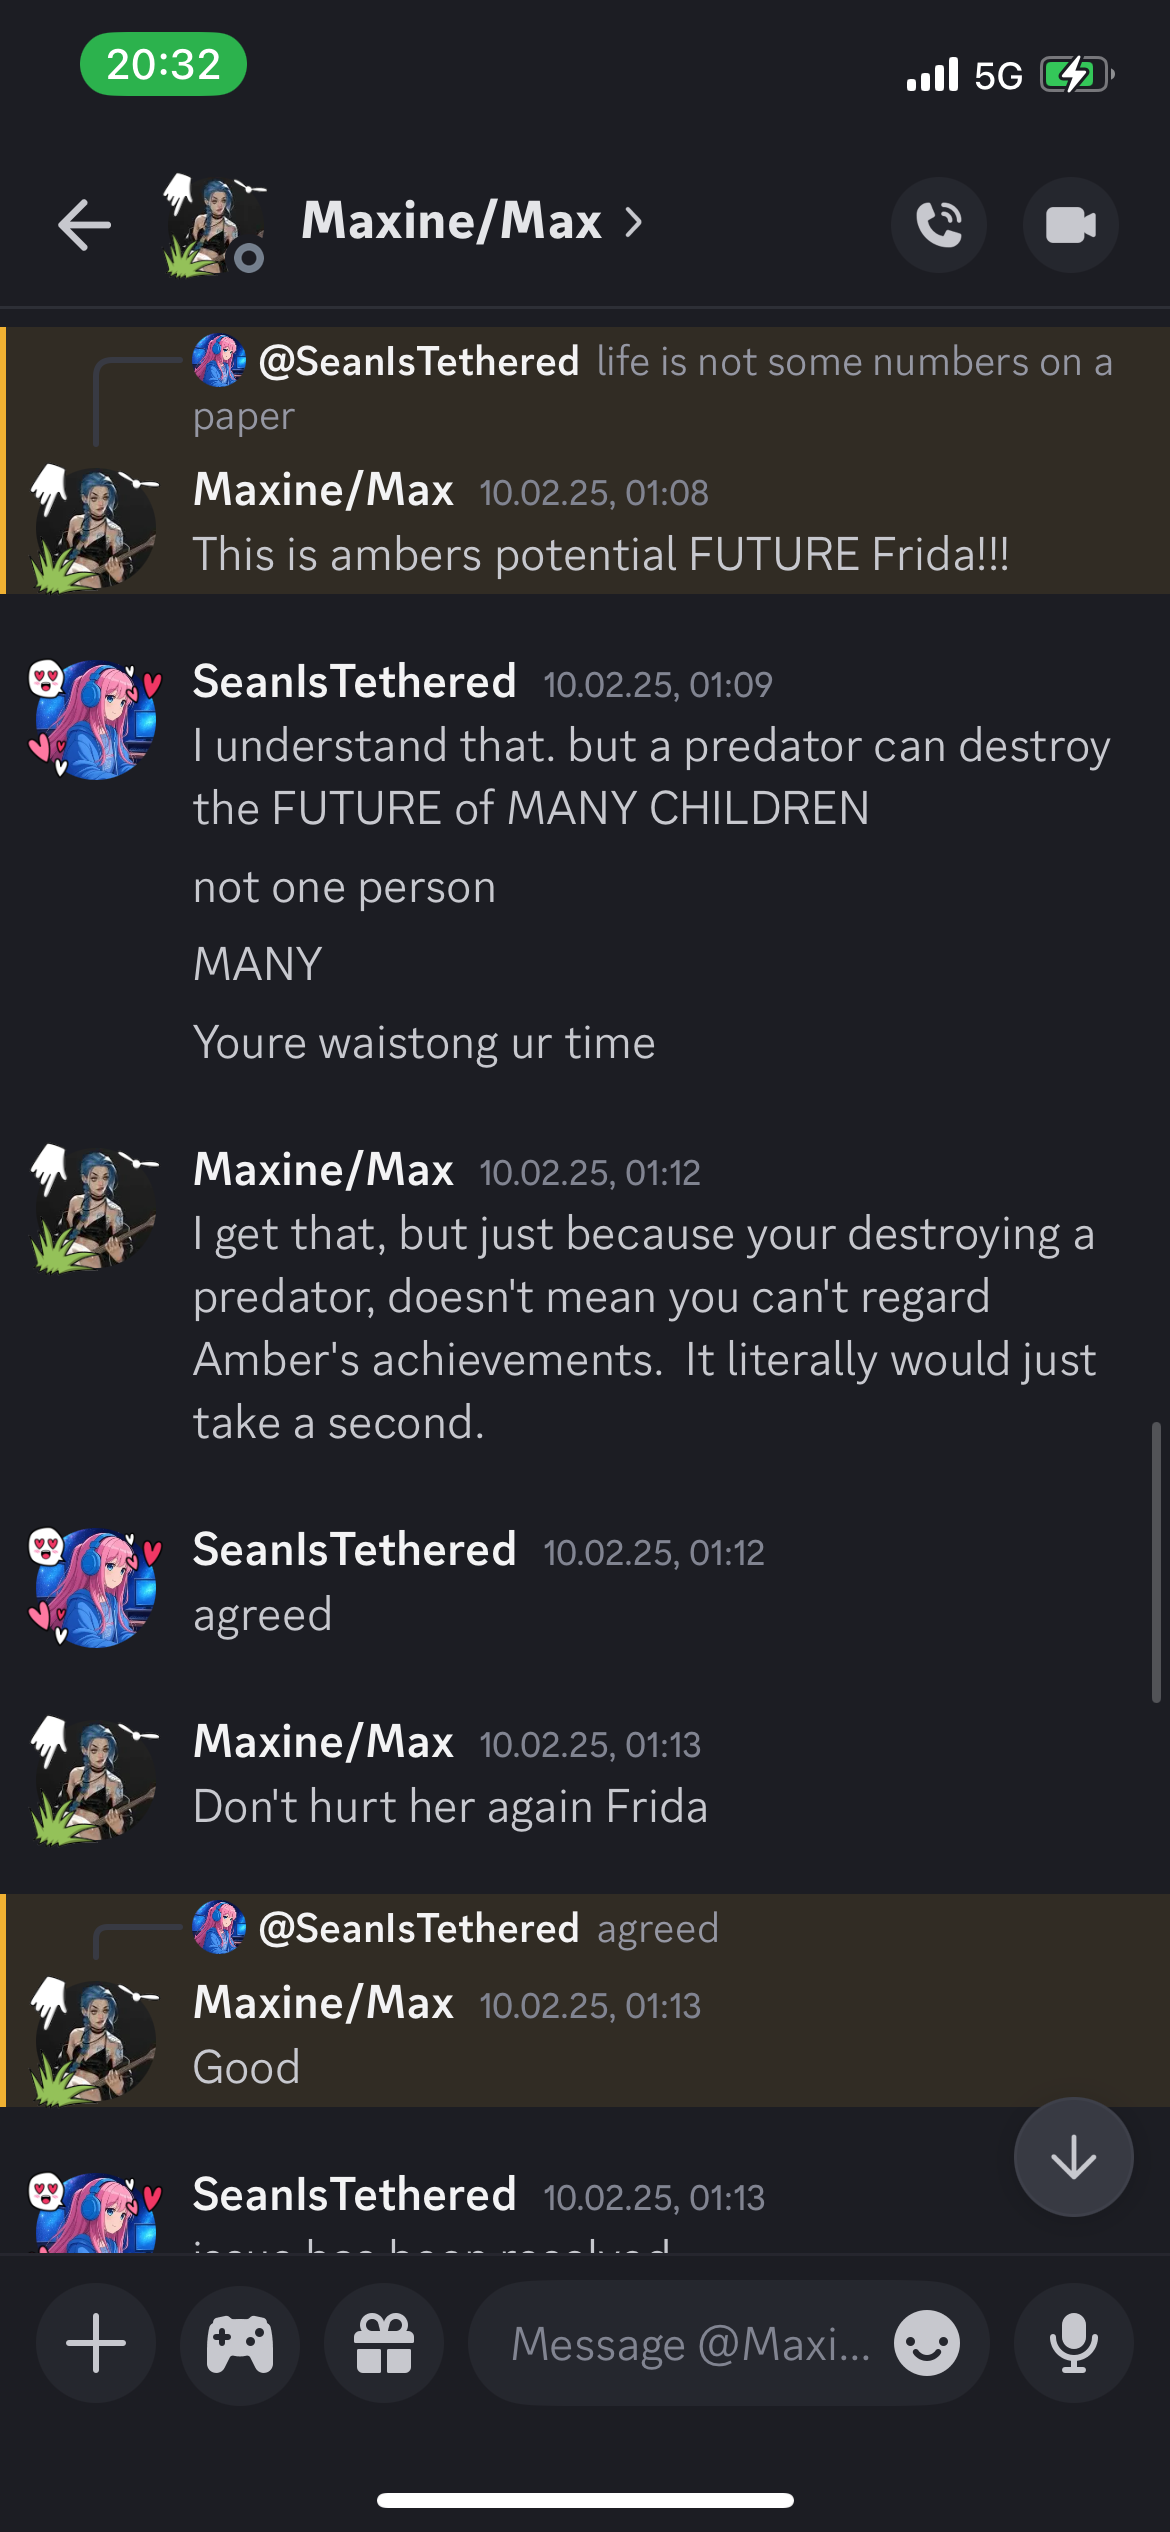 20:32
5G
Maxine/Max
@SeanIsTethered life is not some numbers on a
paper
Maxine/Max 10.02.25, 01:08
This is ambers potential FUTURE Frida!!!
SeanIsTethered 10.02.25, 01:09
I understand that. but a predator can destroy
the FUTURE of MANY CHILDREN
not one person
MANY
Youre waistong ur time
Maxine/Max 10.02.25, 01:12
I get that, but just because your destroying a
predator, doesn't mean you can't regard
Amber's achievements.  It literally would just
take a second.
SeanIsTethered 10.02.25, 01:12
agreed
Maxine/Max 10.02.25, 01:13
Don't hurt her again Frida
@SeanIsTethered agreed
Maxine/Max 10.02.25, 01:13
Good
SeanIsTethered 10.02.25, 01:13
issue has been resolved
Message @Maxi...